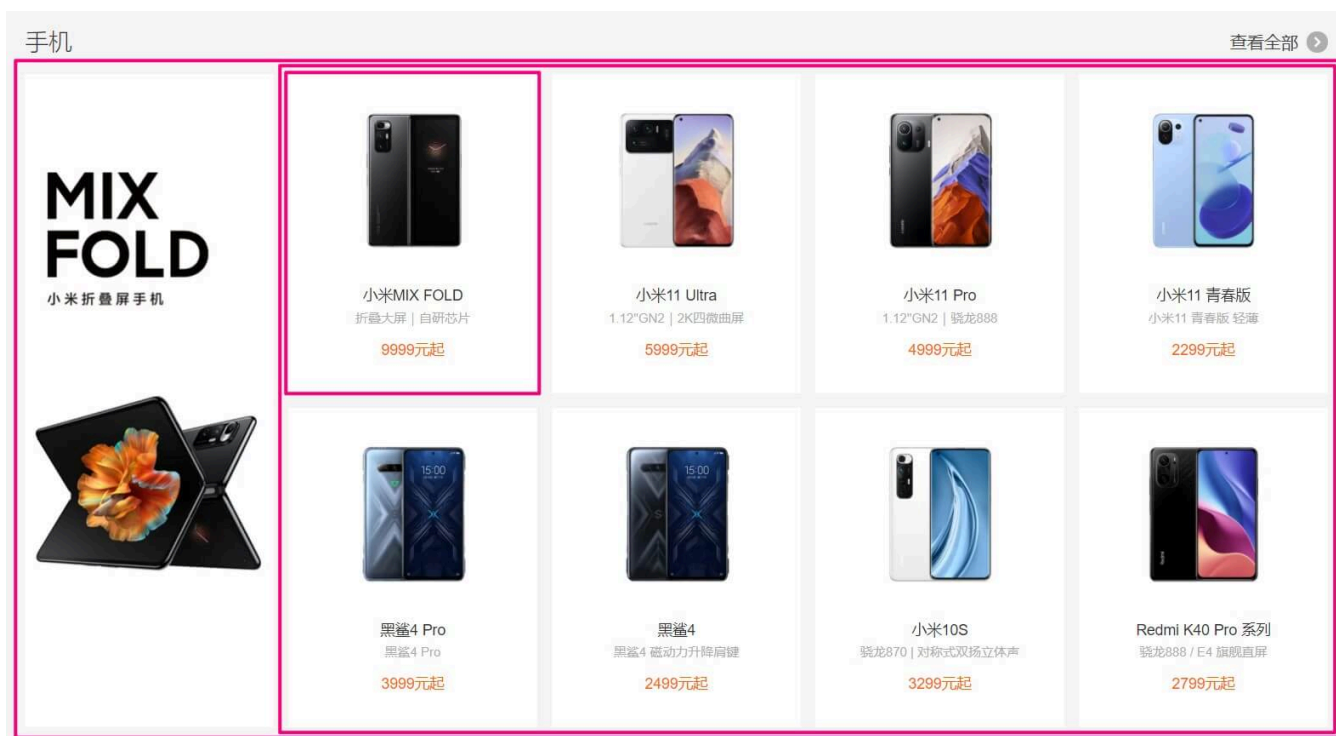 手机
查看全部
MIX
FOLD
小米折叠屏手机
小米MIX FOLD
折叠大屏｜自研芯片
9999元起
小米11 Ultra
1.12"GN2｜2K四微曲屏
5999元起
小米11 Pro
1.12"GN2｜骁龙888
4999元起
小米11 青春版
小米11 青春版 轻薄
2299元起
15:00
黑鲨4 Pro
黑鲨4 Pro
3999元起
15:00
黑鲨4
黑鲨4 磁动力升降肩键
2499元起
小米10S
骁龙870 | 对称式双扬立体声
3299元起
Redmi K40 Pro 系列
骁龙888 / E4 旗舰直屏
2799元起